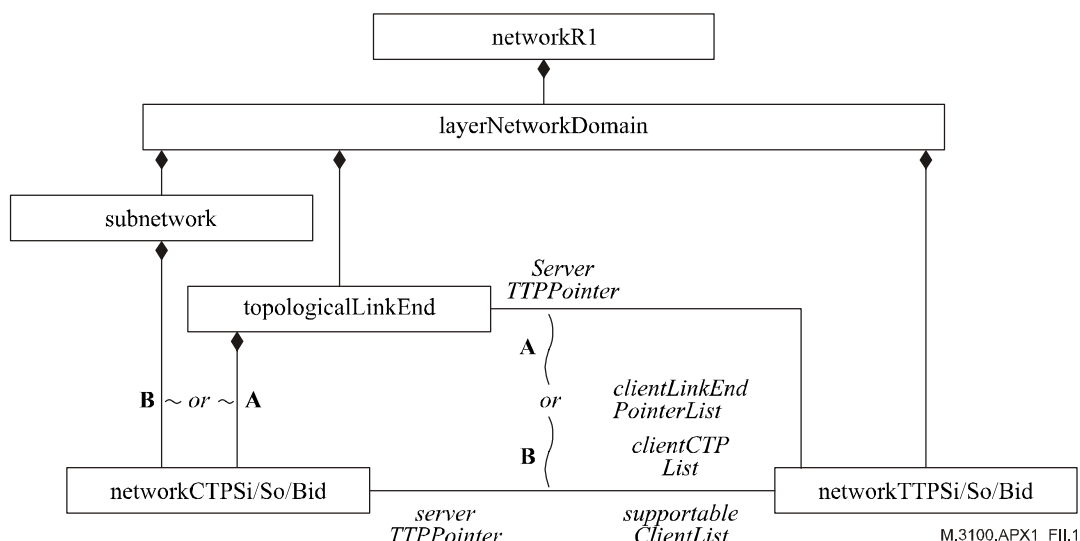 networkR1
layerNetworkDomain
subnetwork
Server
TTPPointer
topologicalLinkEnd
A
B ~ or ~ A
or
clientLinkEnd
PointerList
B
clientCTP
List
networkCTPSi/So/Bid
networkTTPSi/So/Bid
server
TTPPointer
supportable
ClientList
M.3100.APX1_FII.1